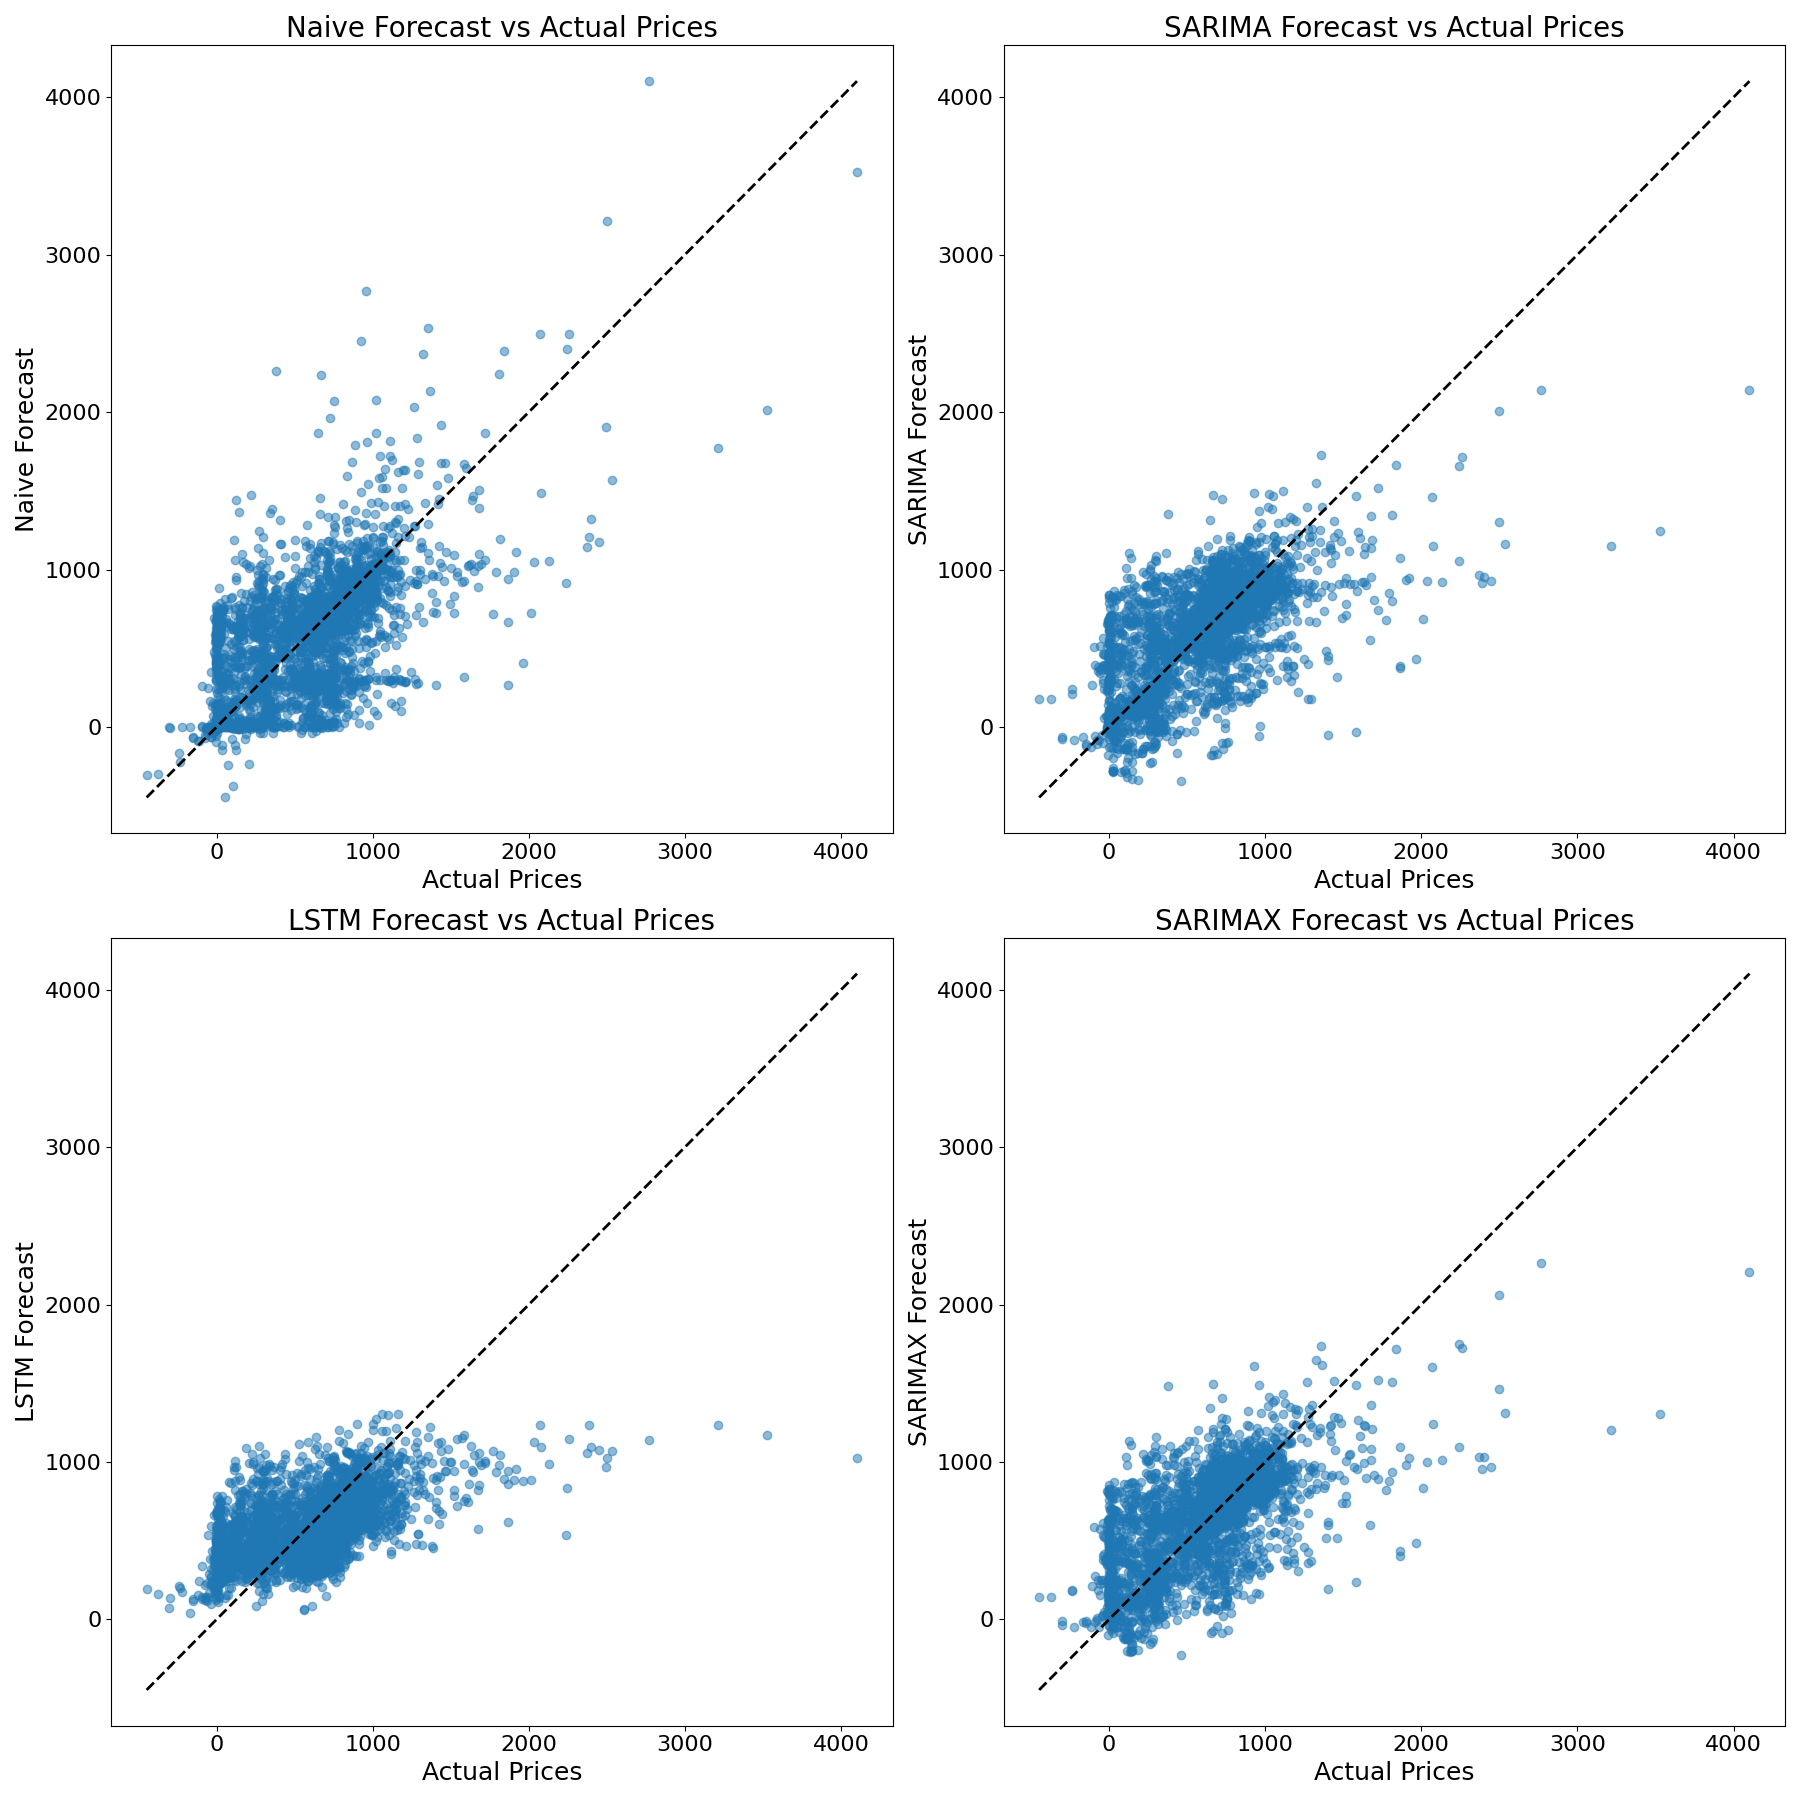 Naive Forecast vs Actual Prices
Naive Forecast
4000
3000
2000
1000
0
0 1000 2000 3000 4000
Actual Prices
SARIMA Forecast vs Actual Prices
SARIMA Forecast
4000
3000
2000
1000
0
0 1000 2000 3000 4000
Actual Prices
LSTM Forecast vs Actual Prices
LSTM Forecast
4000
3000
2000
1000
0
0 1000 2000 3000 4000
Actual Prices
SARIMAX Forecast vs Actual Prices
SARIMAX Forecast
4000
3000
2000
1000
0
0 1000 2000 3000 4000
Actual Prices